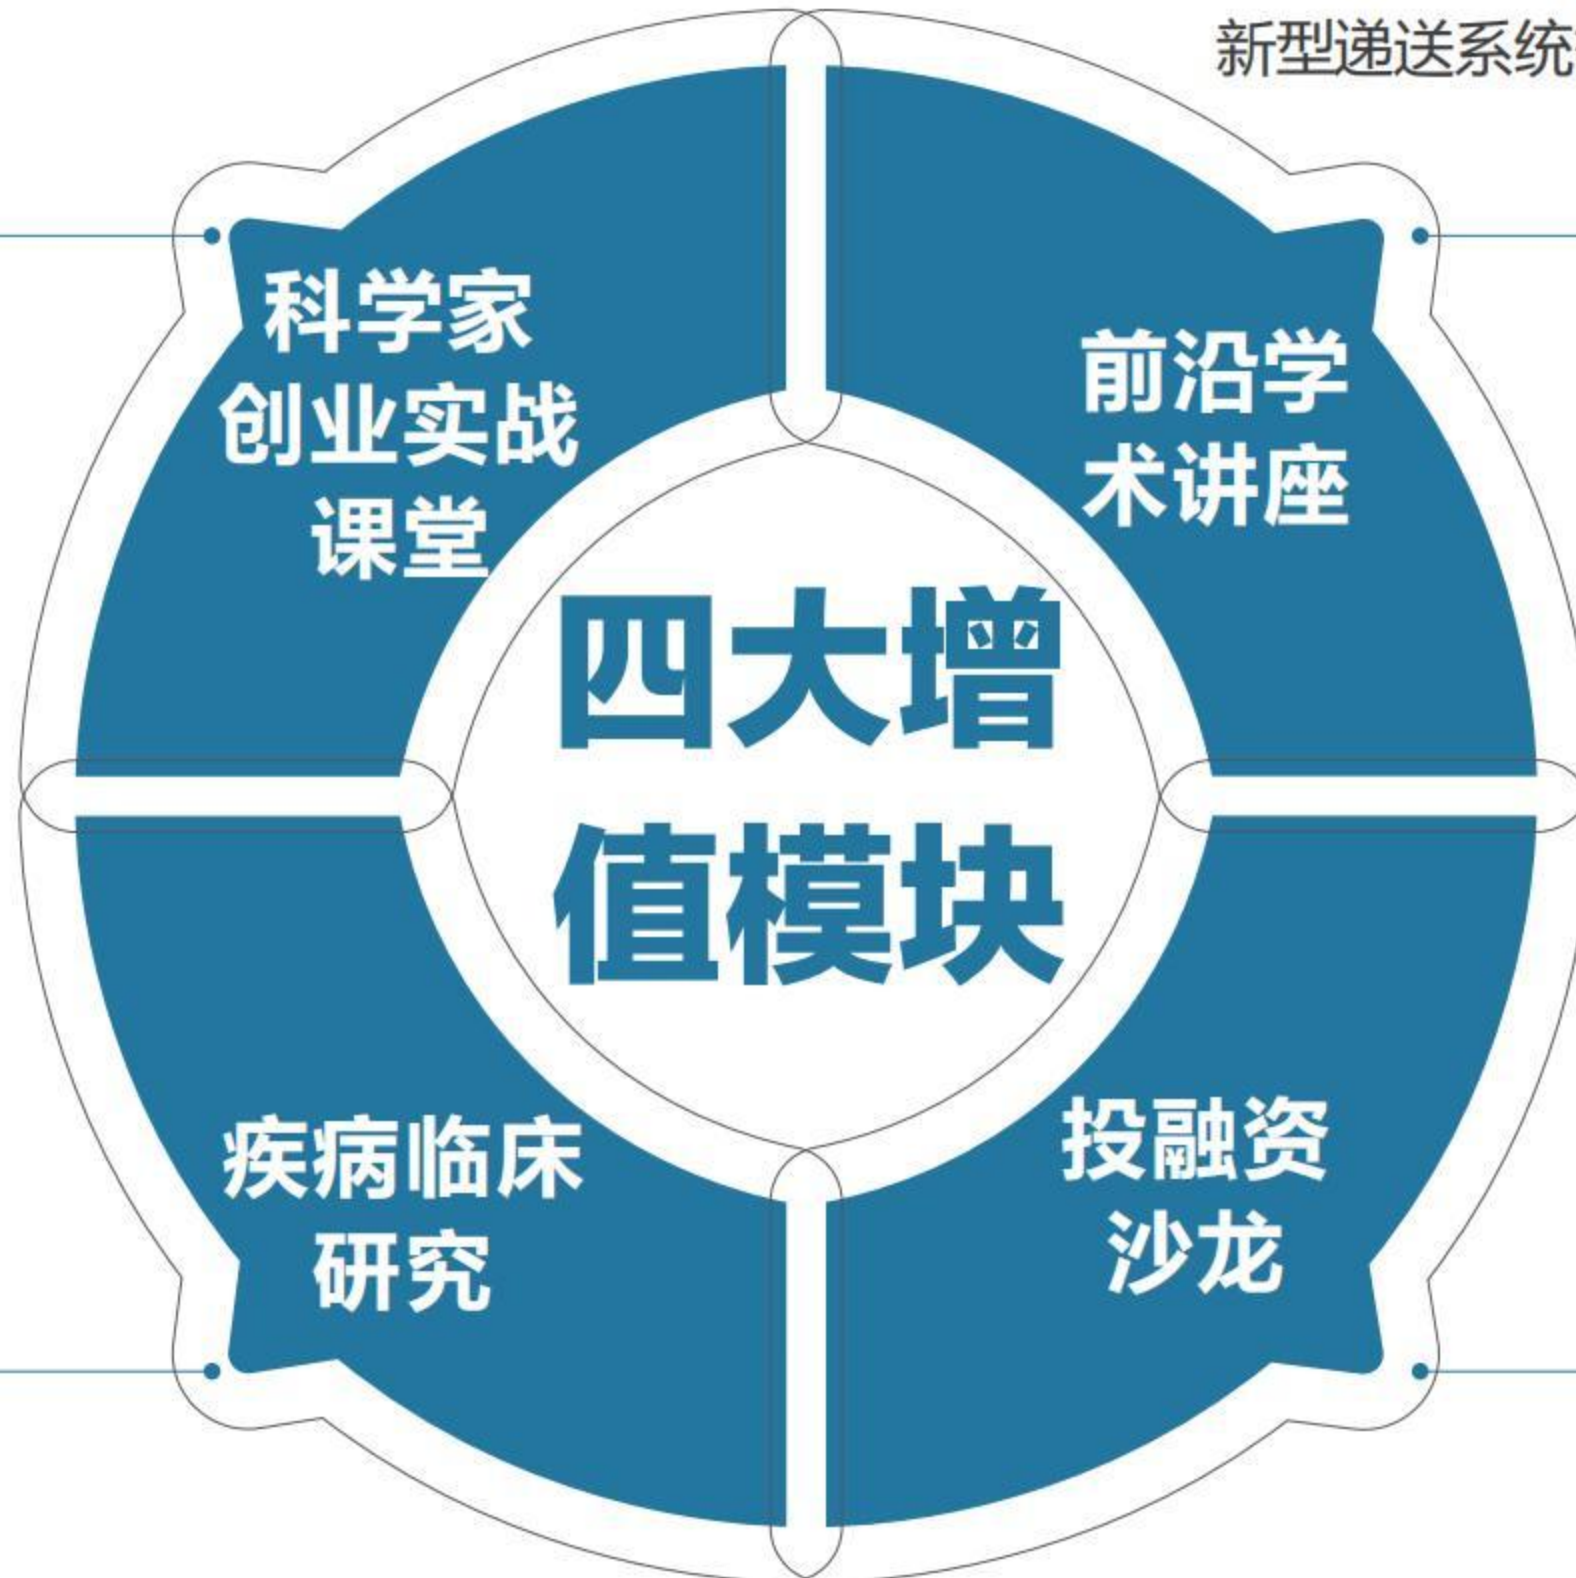 新型递送系统
科学家
创业实战
课堂
前沿学
术讲座
四大增
值模块
疾病临床
研究
投融资
沙龙